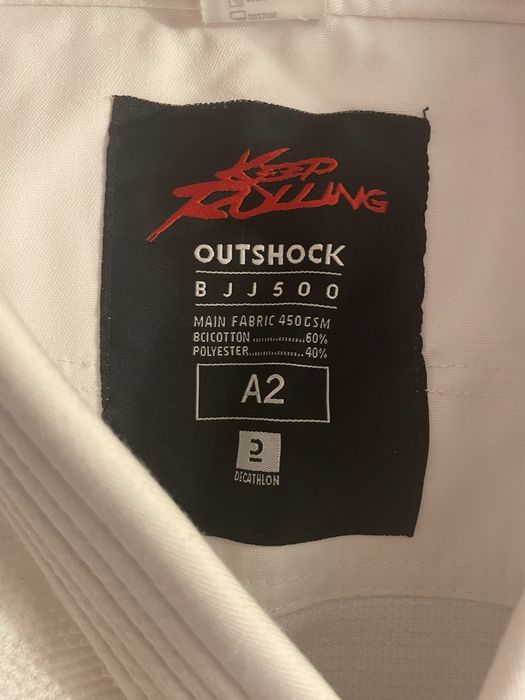 KEEP
ROLLING
OUTSHOCK
BJJ500
MAIN FABRIC 450GSM
BCICOTTON..............60%
POLYESTER..............40%
A2
DECATHLON